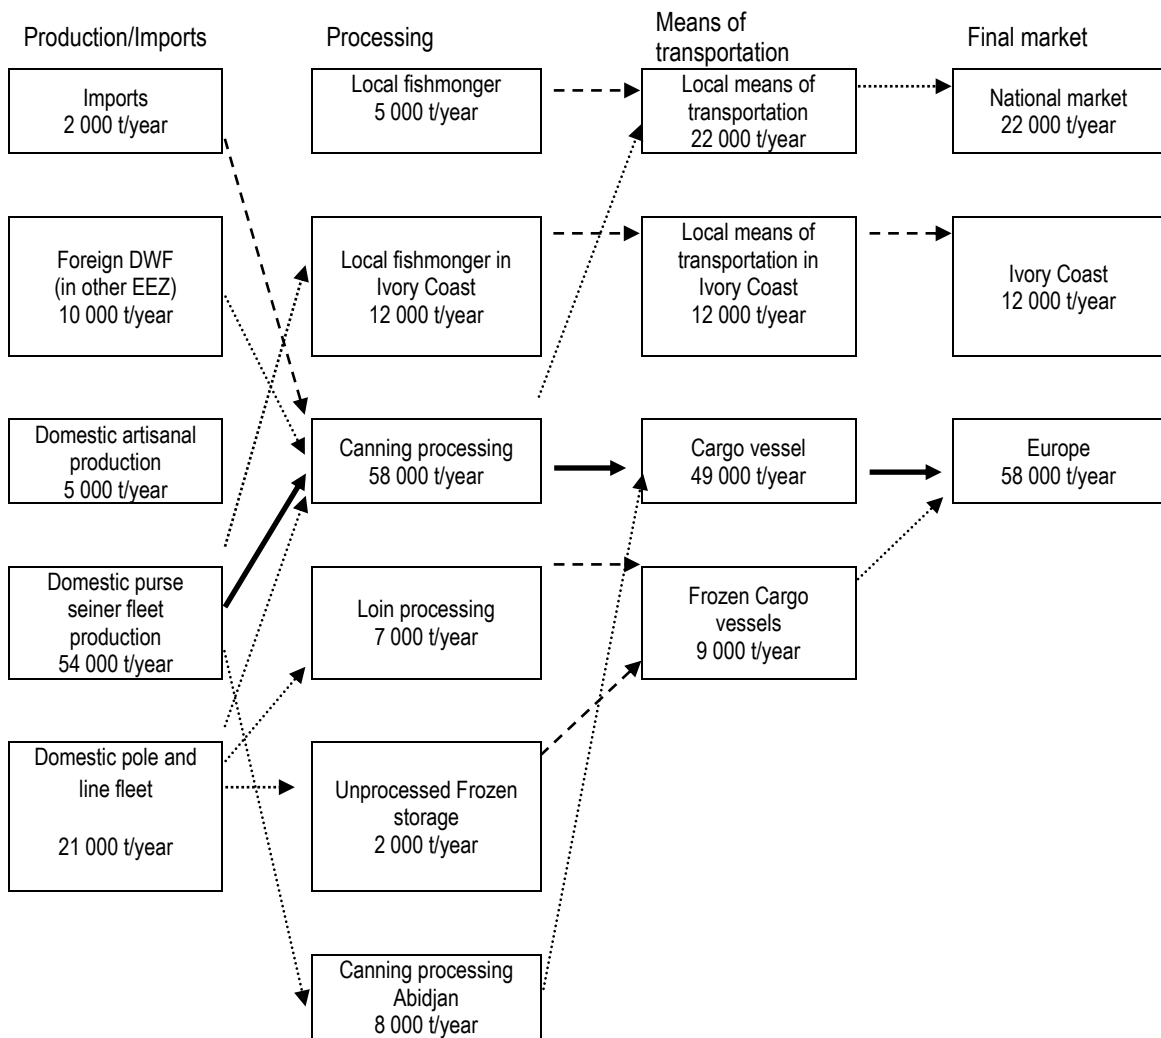 Production/Imports
Processing
Means of
transportation
Final market
Imports
2 000 t/year
Local fishmonger
5 000 t/year
Local means of
transportation
22 000 t/year
National market
22 000 t/year
Foreign DWF
(in other EEZ)
10 000 t/year
Local fishmonger in
Ivory Coast
12 000 t/year
Local means of
transportation in
Ivory Coast
12 000 t/year
Ivory Coast
12 000 t/year
Domestic artisanal
production
5 000 t/year
Canning processing
58 000 t/year
Cargo vessel
49 000 t/year
Europe
58 000 t/year
Domestic purse
seiner fleet
production
54 000 t/year
Loin processing
7 000 t/year
Frozen Cargo
vessels
9 000 t/year
Domestic pole and
line fleet
21 000 t/year
Unprocessed Frozen
storage
2 000 t/year
Canning processing
Abidjan
8 000 t/year